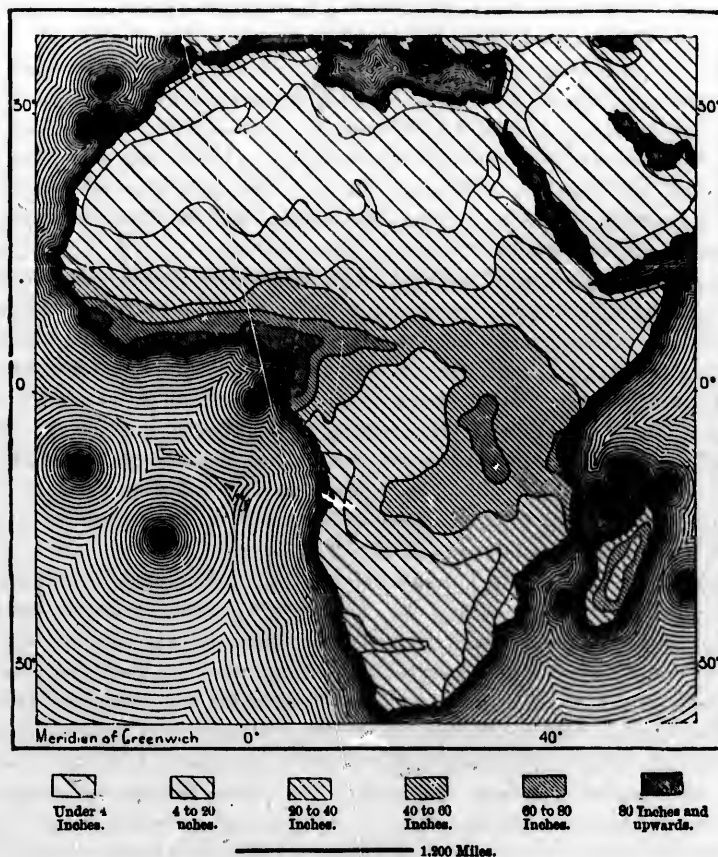 30° 30°
0 0°
30° 30°
Meridien of Greenwich 0° 40°
Under 4 Inches.
4 to 20 nches.
20 to 40 Inches.
40 to 60 Inches.
60 to 80 Inches.
80 Inches and upwards.
1,200 Miles.